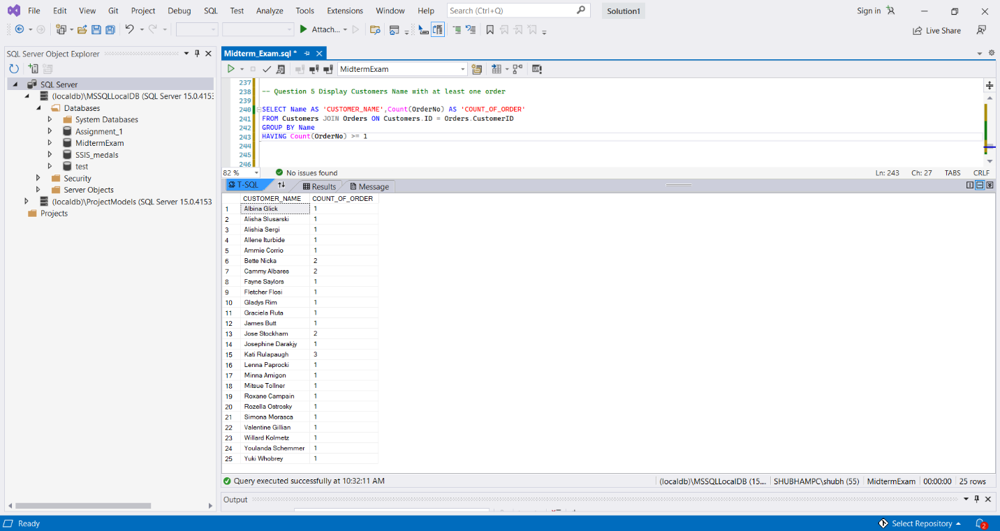 File Edit View Git Project Debug SQL Test Analyze Tools Extensions Window Help Search (Ctrl+Q) Solution1 Sign in
Attach... Live Share
SQL Server Object Explorer
SQL Server
(localdb)\MSSQLLocalDB (SQL Server 15.0.4153
Databases
System Databases
Assignment_1
MidtermExam
SSIS_medals
test
Security
Server Objects
(localdb)\ProjectModels (SQL Server 15.0.4153
Projects
Midterm_Exam.sql *
MidtermExam
237
238 -- Question 5 Display Customers Name with at least one order
239
240 SELECT Name AS 'CUSTOMER_NAME',Count(OrderNo) AS 'COUNT_OF_ORDER'
241 FROM Customers JOIN Orders ON Customers.ID = Orders.CustomerID
242 GROUP BY Name
243 HAVING Count(OrderNo) >= 1
244
245
246
82 % No issues found Ln: 243 Ch: 27 TABS CRLF
T-SQL Results Message
CUSTOMER_NAME COUNT_OF_ORDER
1 Albina Glick 1
2 Alisha Slusarski 1
3 Alishia Sergi 1
4 Allene Iturbide 1
5 Ammie Corrio 1
6 Bette Nicka 2
7 Cammy Albares 2
8 Fayne Saylors 1
9 Fletcher Flosi 1
10 Gladys Rim 1
11 Graciela Ruta 1
12 James Butt 1
13 Jose Stockham 2
14 Josephine Darakjy 1
15 Kati Rulapaugh 3
16 Lenna Paprocki 1
17 Minna Amigon 1
18 Mitsue Tollner 1
19 Roxane Campain 1
20 Rozella Ostrosky 1
21 Simona Morasca 1
22 Valentine Gillian 1
23 Willard Kolmetz 1
24 Youlanda Schemmer 1
25 Yuki Whobrey 1
Query executed successfully at 10:32:11 AM (localdb)\MSSQLLocalDB (15.... SHUBHAMPC\shubh (55) MidtermExam 00:00:00 25 rows
Output
Ready Select Repository 2